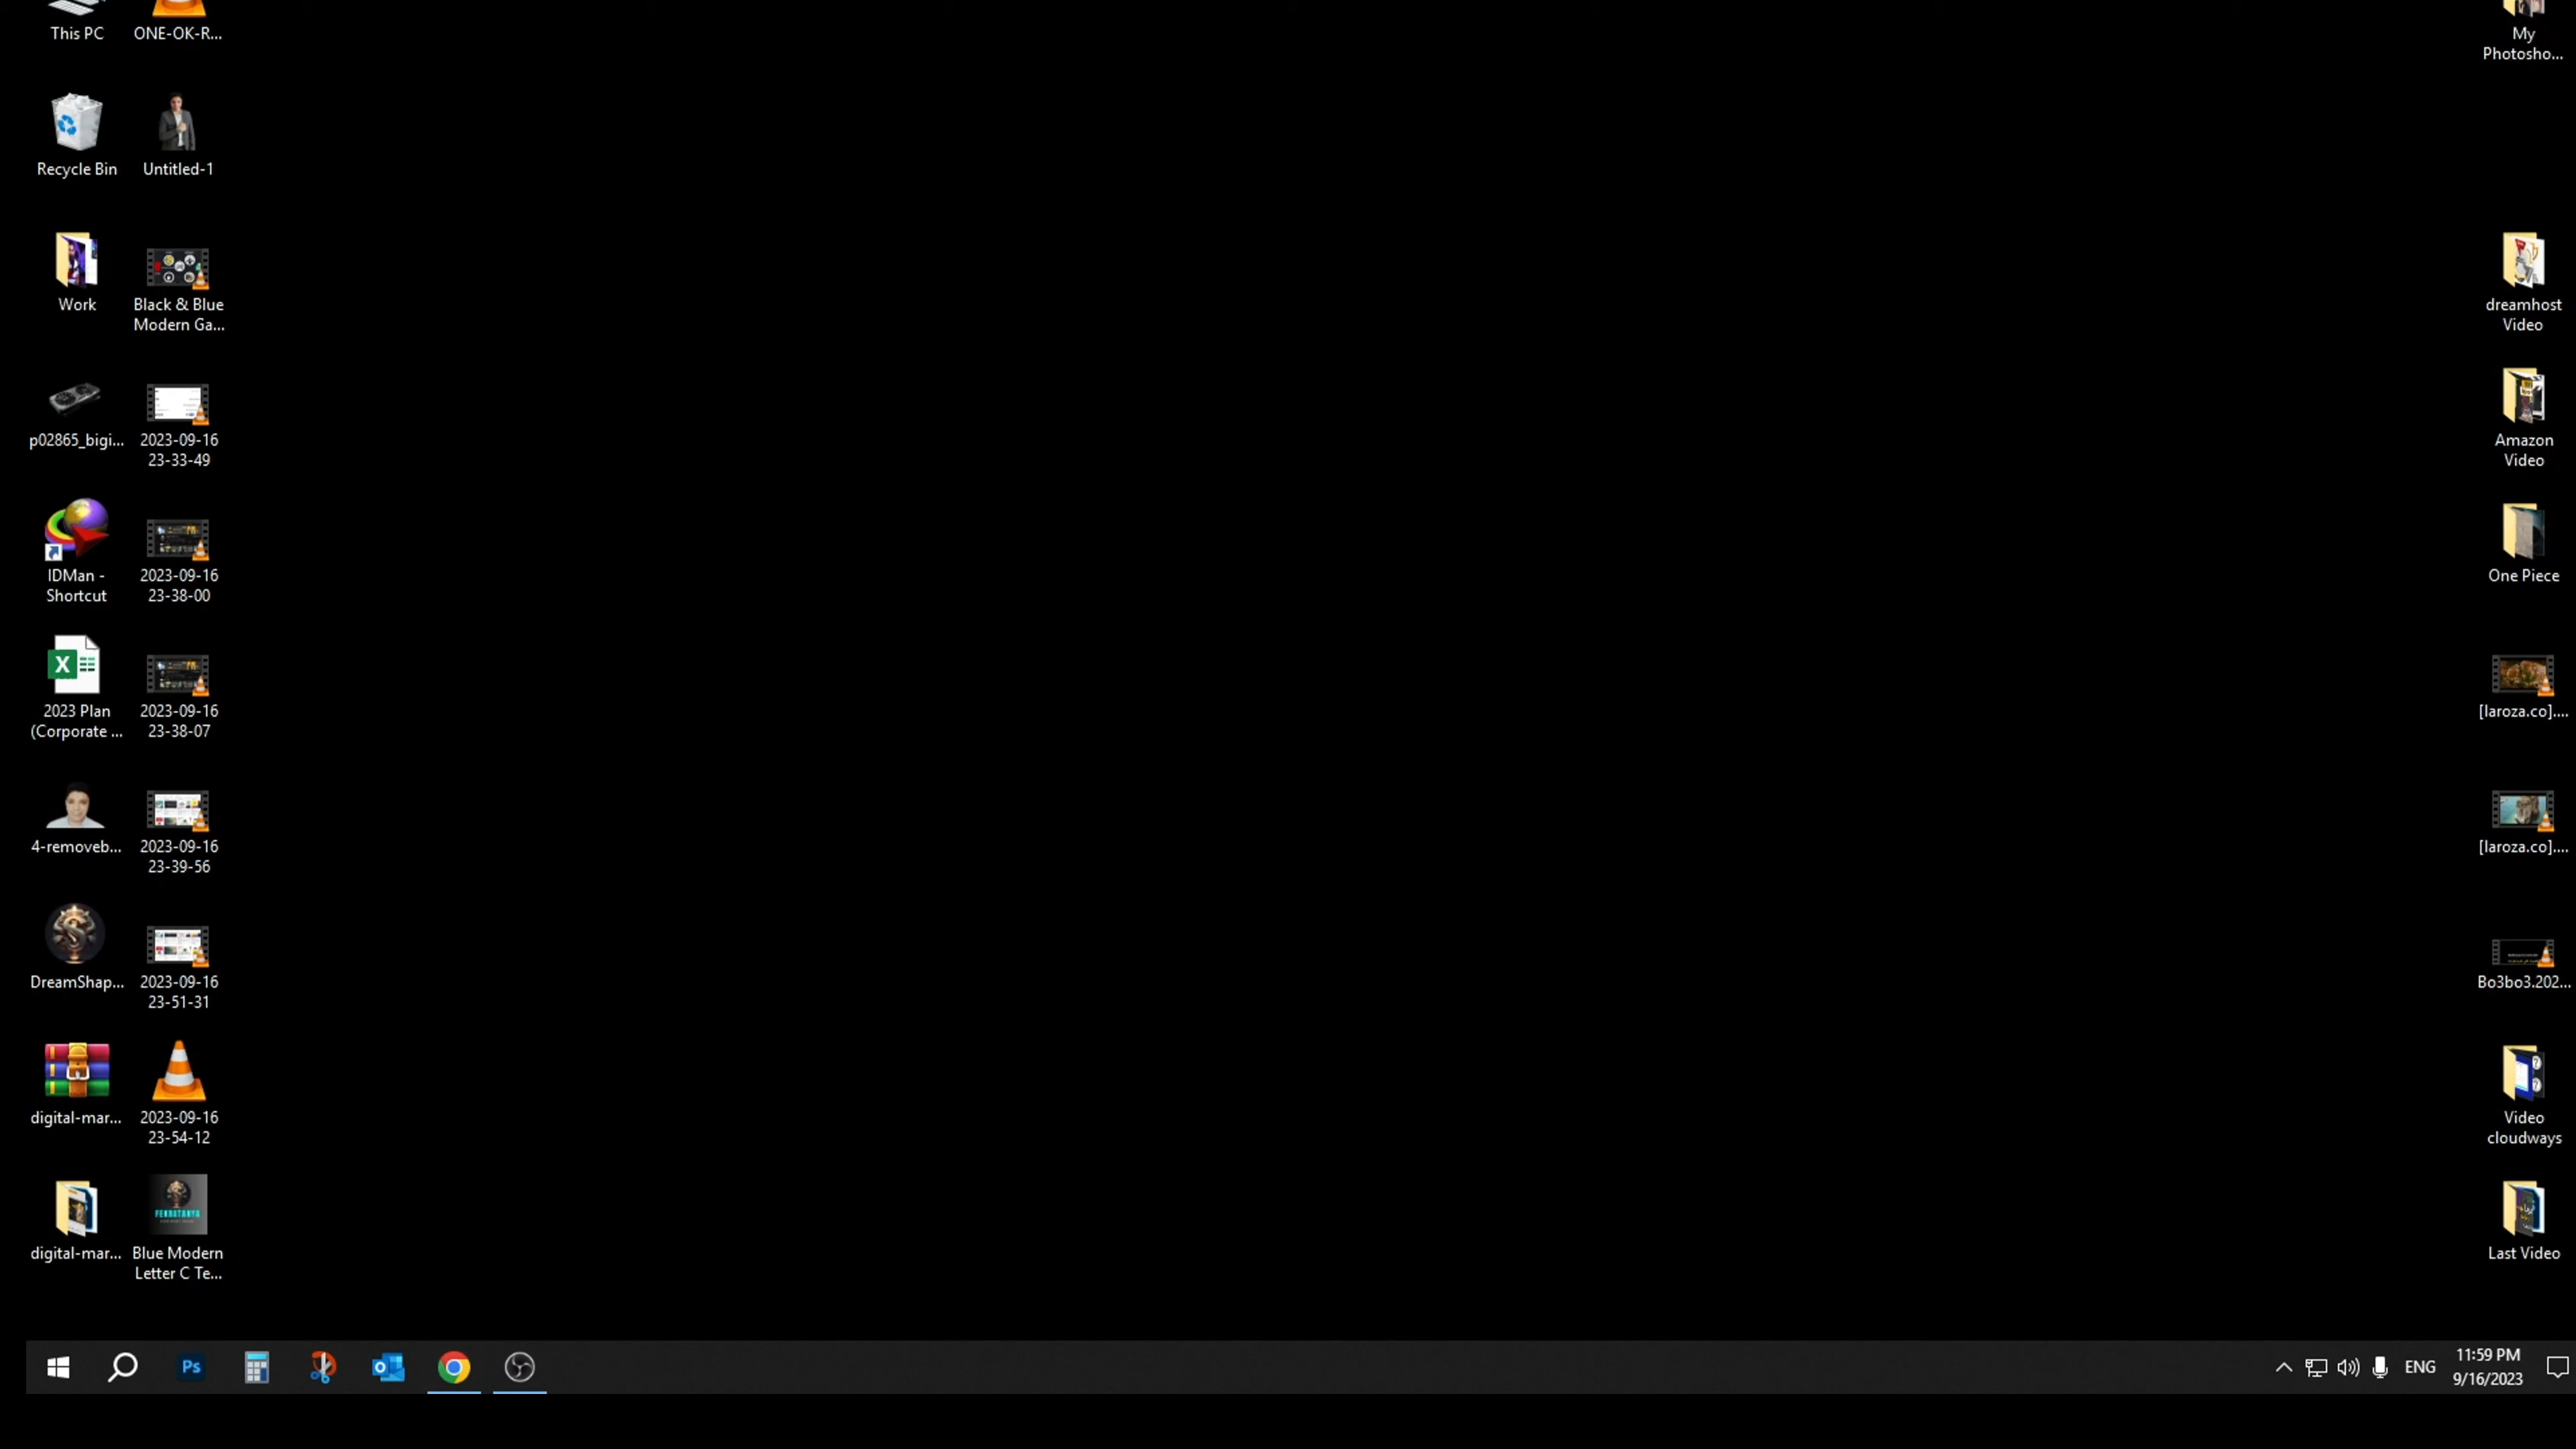 This PC
ONE-OK-R...
My
Photosho...
Recycle Bin
Untitled-1
Work
Black & Blue
Modern Ga...
dreamhost
Video
p02865_bigi...
2023-09-16
23-33-49
Amazon
Video
IDMan -
Shortcut
2023-09-16
23-38-00
One Piece
2023 Plan
(Corporate ...
2023-09-16
23-38-07
[laroza.co]....
4-removeb...
2023-09-16
23-39-56
[laroza.co]....
DreamShap...
2023-09-16
23-51-31
Bo3bo3.202...
digital-mar...
2023-09-16
23-54-12
Video
cloudways
digital-mar...
Blue Modern
Letter C Te...
Last Video
Ps
ENG
11:59 PM
9/16/2023